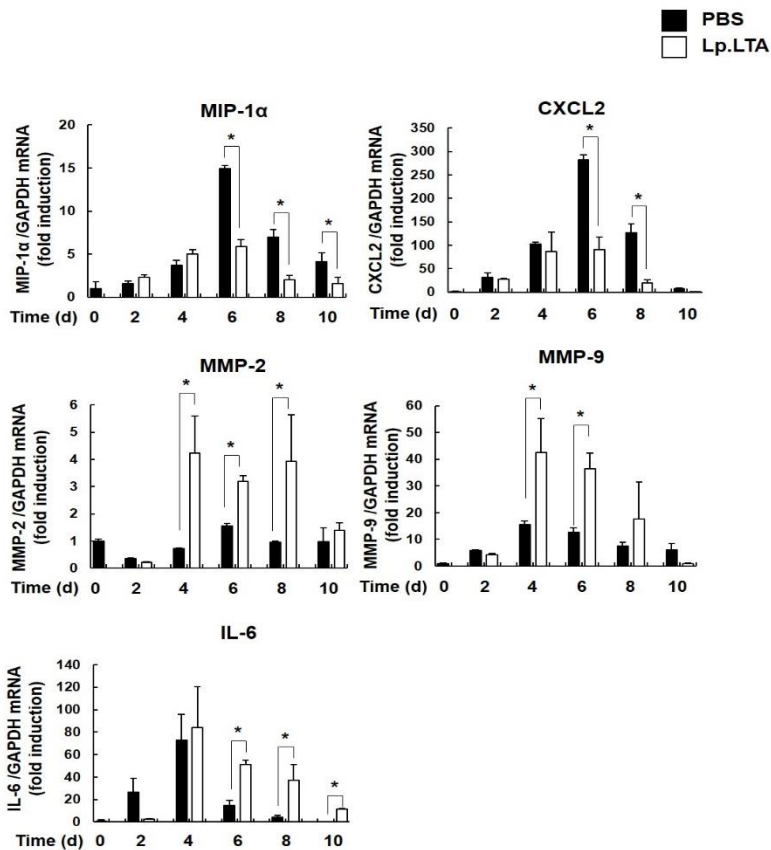 PBS
Lp.LTA
MIP-1α
MIP-1α /GAPDH mRNA
(fold induction)
20
15
10
5
0
*
*
*
Time (d) 0 2 4 6 8 10
CXCL2
CXCL2 /GAPDH mRNA
(fold induction)
350
300
250
200
150
100
50
0
*
*
Time (d) 0 2 4 6 8 10
MMP-2
MMP-2 /GAPDH mRNA
(fold induction)
6
5
4
3
2
1
0
*
*
*
Time (d) 0 2 4 6 8 10
MMP-9
MMP-9 /GAPDH mRNA
(fold induction)
60
50
40
30
20
10
0
*
*
Time (d) 0 2 4 6 8 10
IL-6
IL-6 /GAPDH mRNA
(fold induction)
140
120
100
80
60
40
20
0
*
*
*
Time (d) 0 2 4 6 8 10